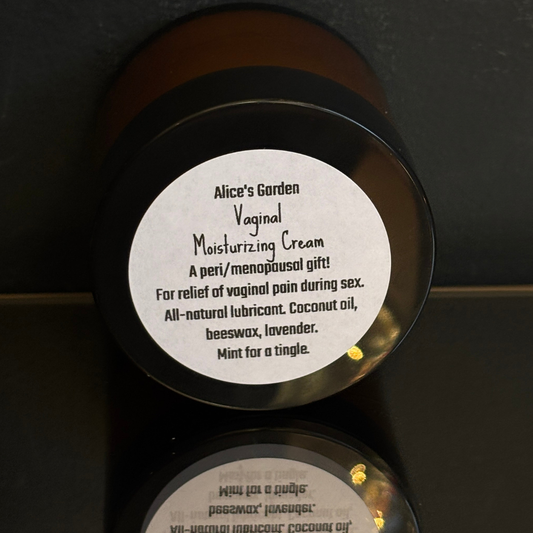 Alice's Garden
Vaginal
Moisturizing Cream
A peri/menopausal gift!
For relief of vaginal pain during sex.
All-natural lubricant. Coconut oil,
beeswax, lavender.
Mint for a tingle.